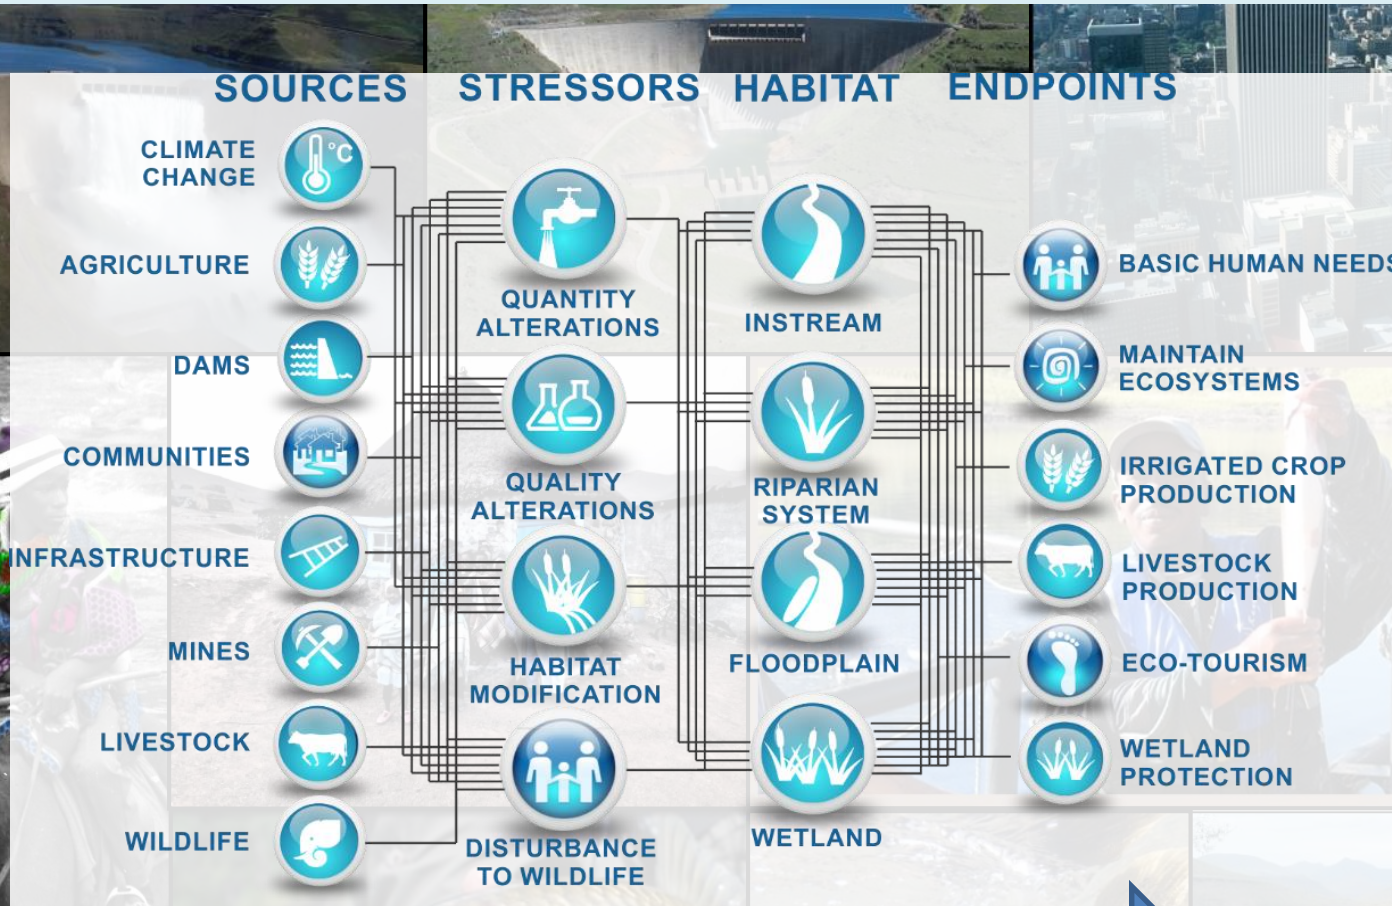 SOURCES
STRESSORS
HABITAT
ENDPOINTS
CLIMATE
CHANGE
AGRICULTURE
DAMS
COMMUNITIES
INFRASTRUCTURE
MINES
LIVESTOCK
WILDLIFE
°C
QUANTITY
ALTERATIONS
QUALITY
ALTERATIONS
HABITAT
MODIFICATION
DISTURBANCE
TO WILDLIFE
INSTREAM
RIPARIAN
SYSTEM
FLOODPLAIN
WETLAND
BASIC HUMAN NEEDS
MAINTAIN
ECOSYSTEMS
IRRIGATED CROP
PRODUCTION
LIVESTOCK
PRODUCTION
ECO-TOURISM
WETLAND
PROTECTION